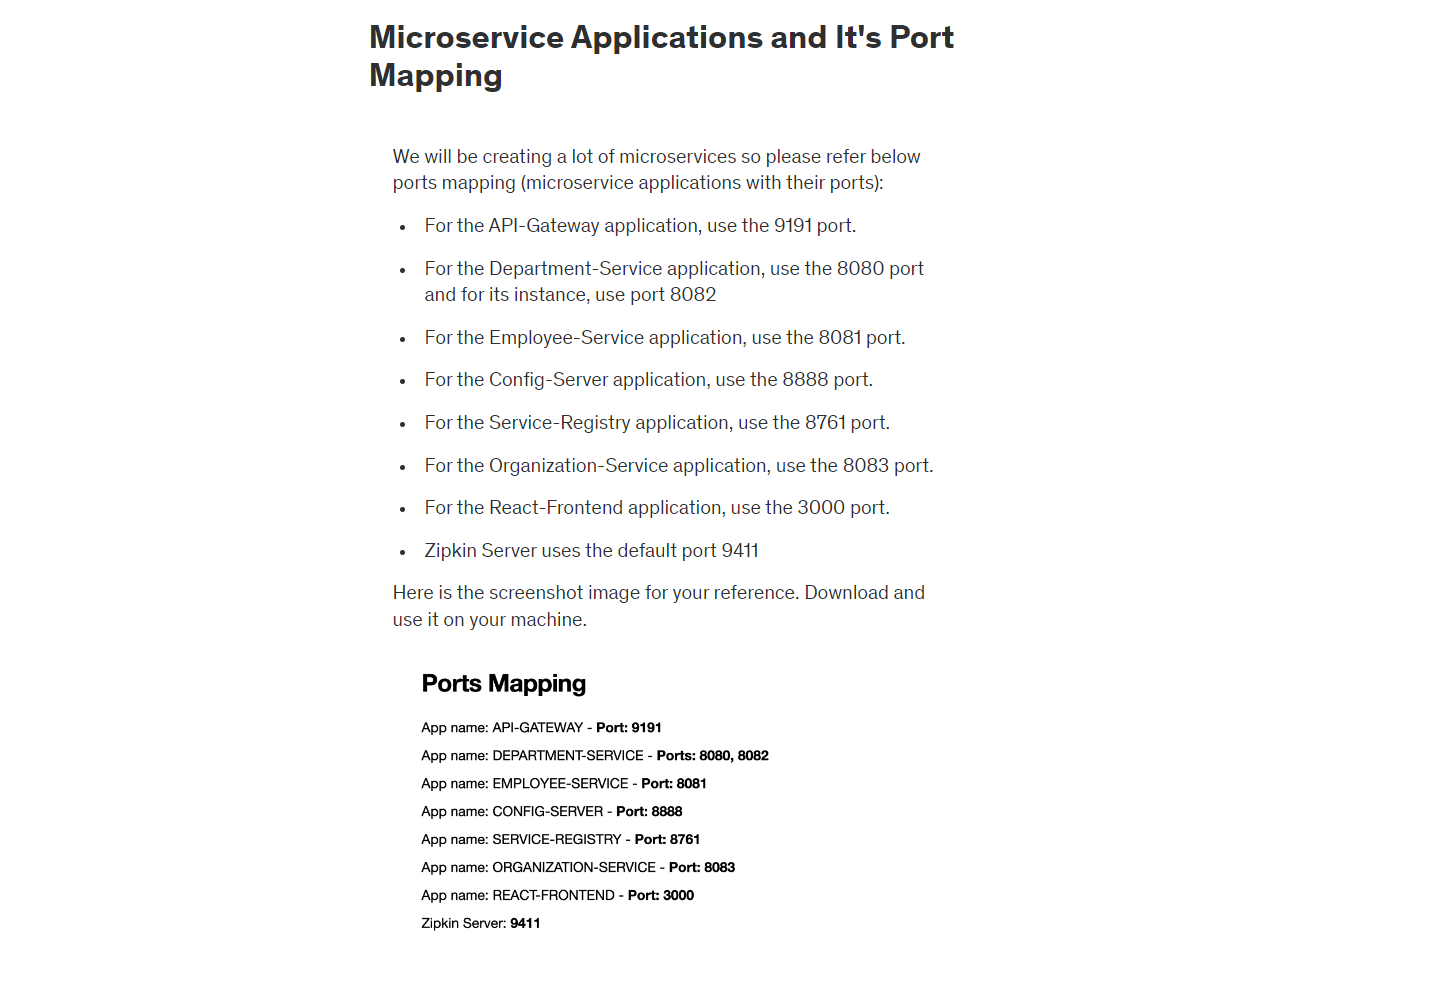 Microservice Applications and It's Port
Mapping
We will be creating a lot of microservices so please refer below
ports mapping (microservice applications with their ports):
• For the API-Gateway application, use the 9191 port.
• For the Department-Service application, use the 8080 port
and for its instance, use port 8082
• For the Employee-Service application, use the 8081 port.
• For the Config-Server application, use the 8888 port.
• For the Service-Registry application, use the 8761 port.
• For the Organization-Service application, use the 8083 port.
• For the React-Frontend application, use the 3000 port.
• Zipkin Server uses the default port 9411
Here is the screenshot image for your reference. Download and
use it on your machine.
Ports Mapping
App name: API-GATEWAY - Port: 9191
App name: DEPARTMENT-SERVICE - Ports: 8080, 8082
App name: EMPLOYEE-SERVICE - Port: 8081
App name: CONFIG-SERVER - Port: 8888
App name: SERVICE-REGISTRY - Port: 8761
App name: ORGANIZATION-SERVICE - Port: 8083
App name: REACT-FRONTEND - Port: 3000
Zipkin Server: 9411